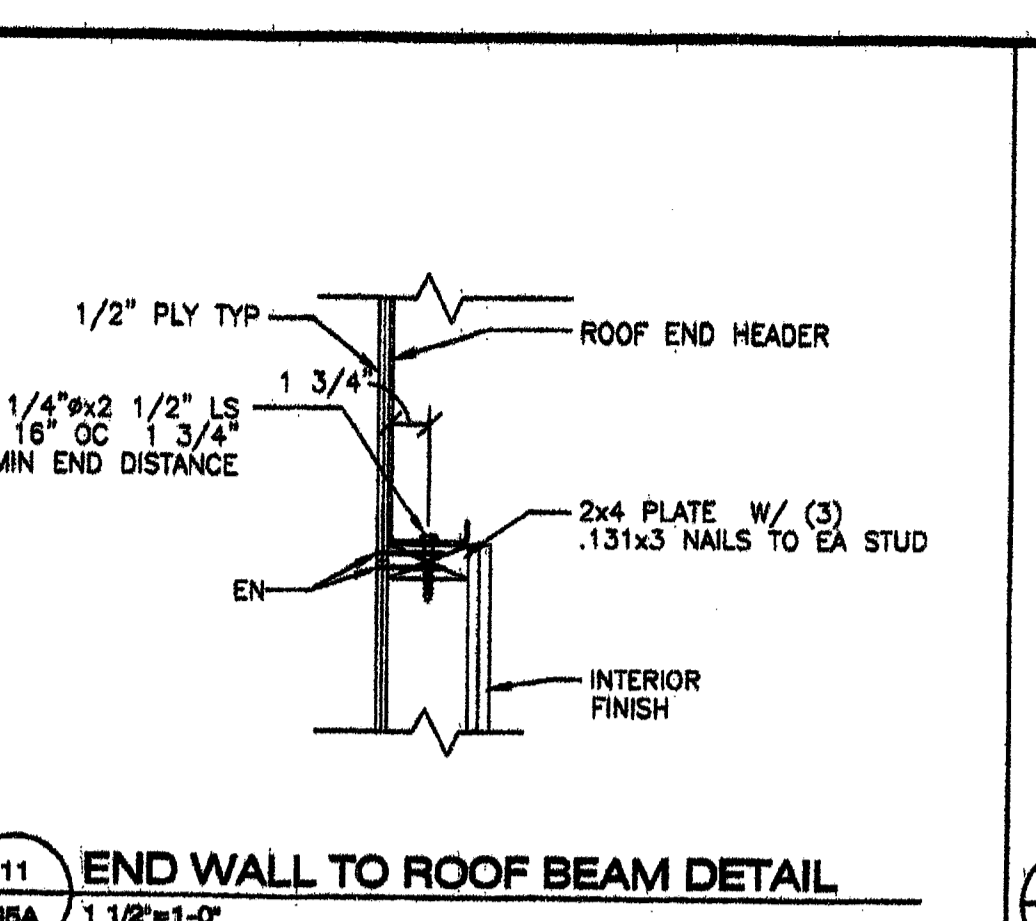 1/2" PLY TYP
ROOF END HEADER
1 3/4"
1/4"øx2 1/2" LS
16" OC 1 3/4"
MIN END DISTANCE
2x4 PLATE W/ (3)
.131x3 NAILS TO EA STUD
EN
INTERIOR
FINISH
11
END WALL TO ROOF BEAM DETAIL
1 1/2"=1-0"